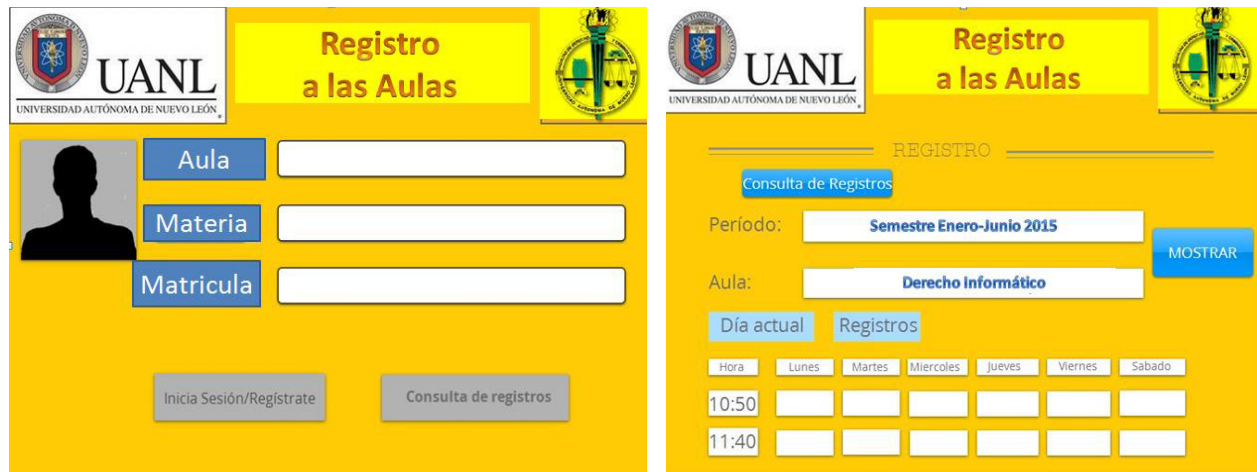 UANL
UNIVERSIDAD AUTÓNOMA DE NUEVO LEÓN
Registro
a las Aulas
Aula
Materia
Matricula
Inicia Sesión/Regístrate
Consulta de registros
UANL
UNIVERSIDAD AUTÓNOMA DE NUEVO LEÓN
Registro
a las Aulas
REGISTRO
Consulta de Registros
Período:
Semestre Enero-Junio 2015
MOSTRAR
Aula:
Derecho Informático
Día actual
Registros
Hora Lunes Martes Miercoles Jueves Viernes Sabado
10:50
11:40